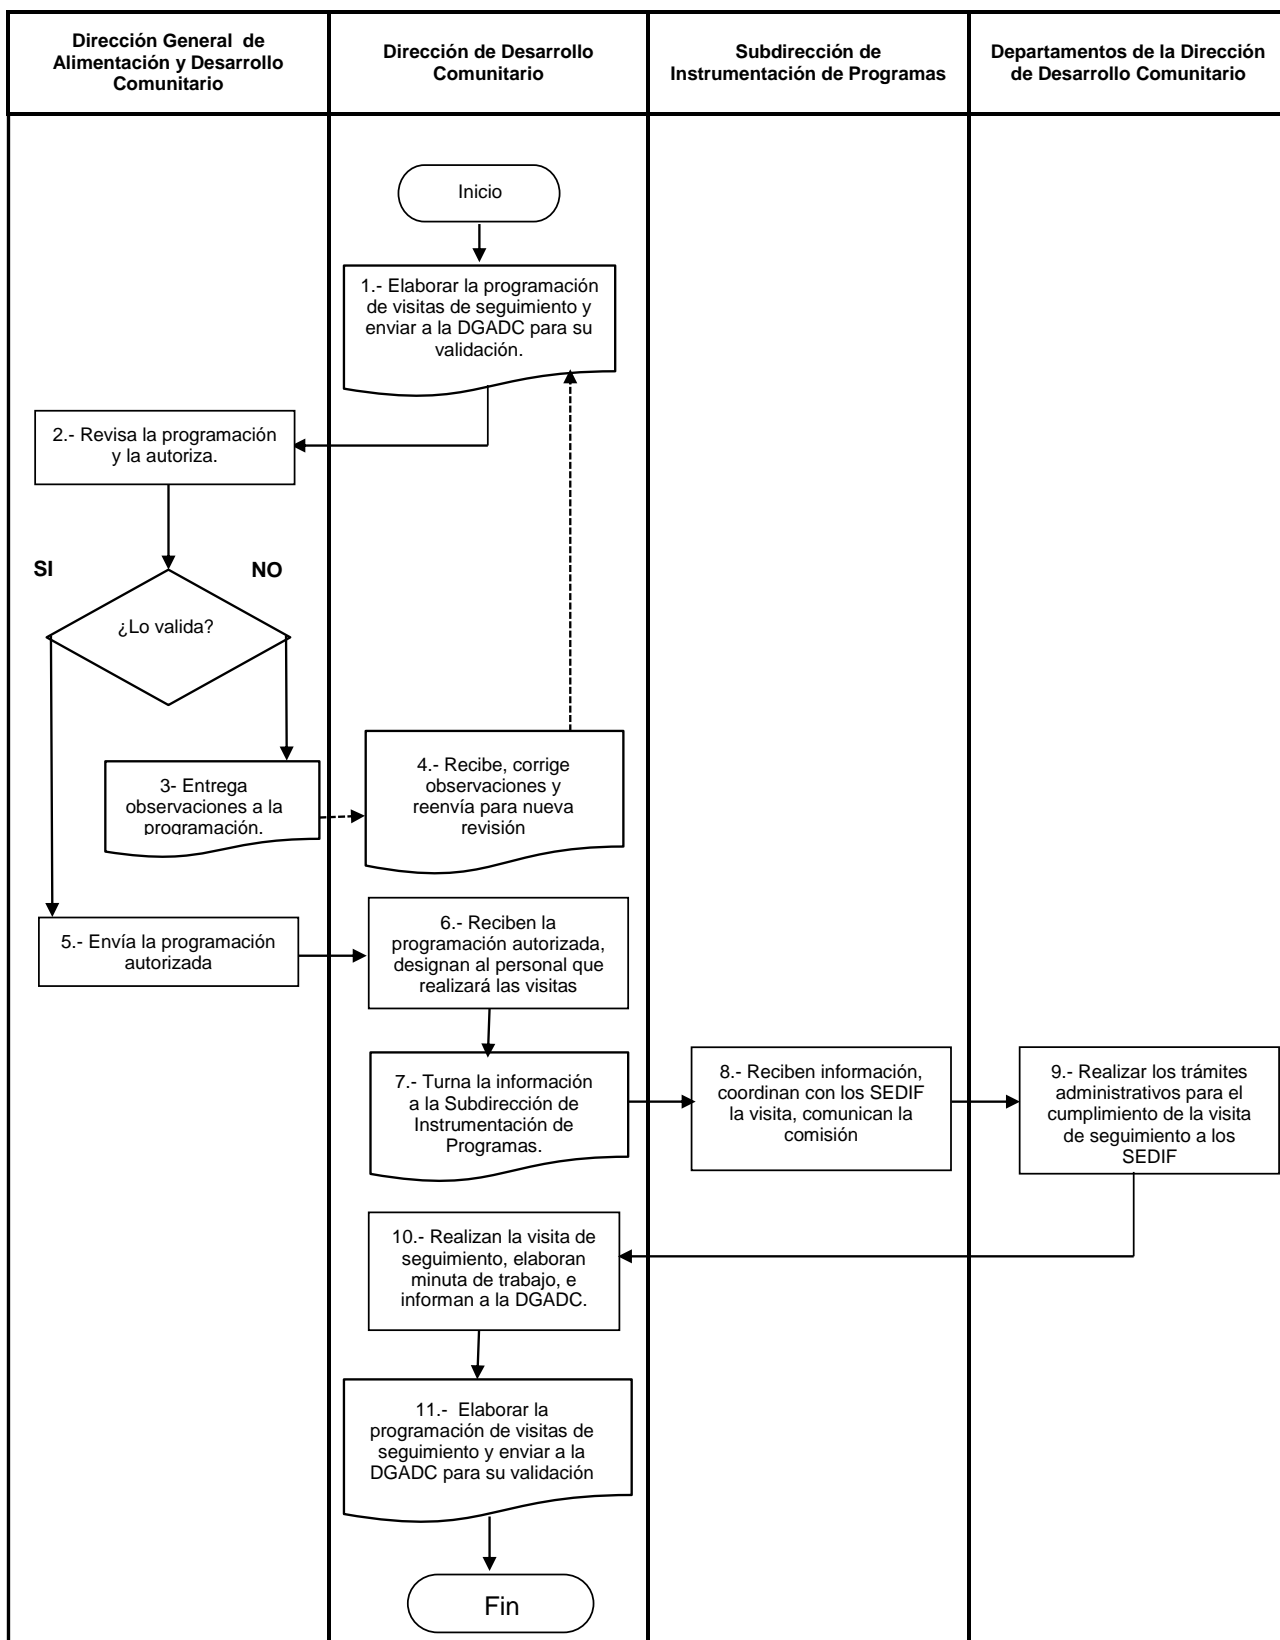 Dirección General  de
Alimentación y Desarrollo
Comunitario
Dirección de Desarrollo
Comunitario
Subdirección de
Instrumentación de Programas
Departamentos de la Dirección
de Desarrollo Comunitario
Inicio
1.- Elaborar la programación
de visitas de seguimiento y
enviar a la DGADC para su
validación.
2.- Revisa la programación
y la autoriza.
SI
NO
¿Lo valida?
3- Entrega
observaciones a la
programación.
4.- Recibe, corrige
observaciones y
reenvía para nueva
revisión
5.- Envía la programación
autorizada
6.- Reciben la
programación autorizada,
designan al personal que
realizará las visitas
7.- Turna la información
a la Subdirección de
Instrumentación de
Programas.
8.- Reciben información,
coordinan con los SEDIF
la visita, comunican la
comisión
9.- Realizar los trámites
administrativos para el
cumplimiento de la visita
de seguimiento a los
SEDIF
10.- Realizan la visita de
seguimiento, elaboran
minuta de trabajo, e
informan a la DGADC.
11.-  Elaborar la
programación de visitas de
seguimiento y enviar a la
DGADC para su validación
Fin